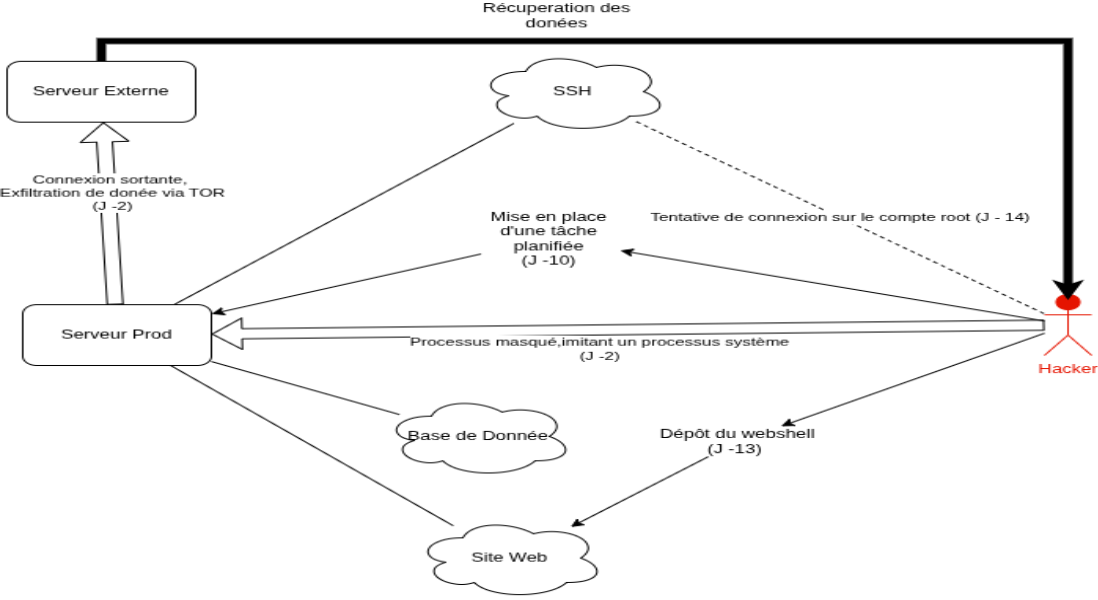 Récuperation des
donées
Serveur Externe
SSH
Connexion sortante,
Exfiltration de donée via TOR
(J -2)
Mise en place
d'une tâche
planifiée
(J -10)
Tentative de connexion sur le compte root (J - 14)
Serveur Prod
Processus masqué,imitant un processus système
(J -2)
Hacker
Base de Donnée
Dépôt du webshell
(J -13)
Site Web